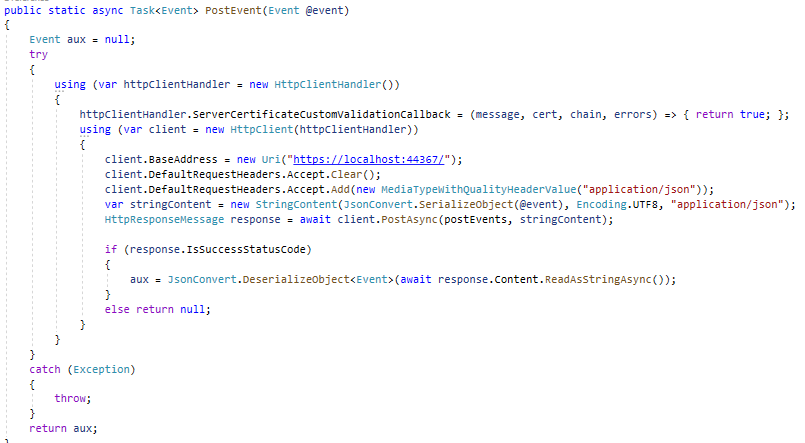 public static async Task<Event> PostEvent(Event @event)
{
Event aux = null;
try
{
using (var httpClientHandler = new HttpClientHandler())
{
httpClientHandler.ServerCertificateCustomValidationCallback = (message, cert, chain, errors) => { return true; };
using (var client = new HttpClient(httpClientHandler))
{
client.BaseAddress = new Uri("https://localhost:44367/");
client.DefaultRequestHeaders.Accept.Clear();
client.DefaultRequestHeaders.Accept.Add(new MediaTypeWithQualityHeaderValue("application/json"));
var stringContent = new StringContent(JsonConvert.SerializeObject(@event), Encoding.UTF8, "application/json");
HttpResponseMessage response = await client.PostAsync(postEvents, stringContent);
if (response.IsSuccessStatusCode)
{
aux = JsonConvert.DeserializeObject<Event>(await response.Content.ReadAsStringAsync());
}
else return null;
}
}
}
catch (Exception)
{
throw;
}
return aux;
}